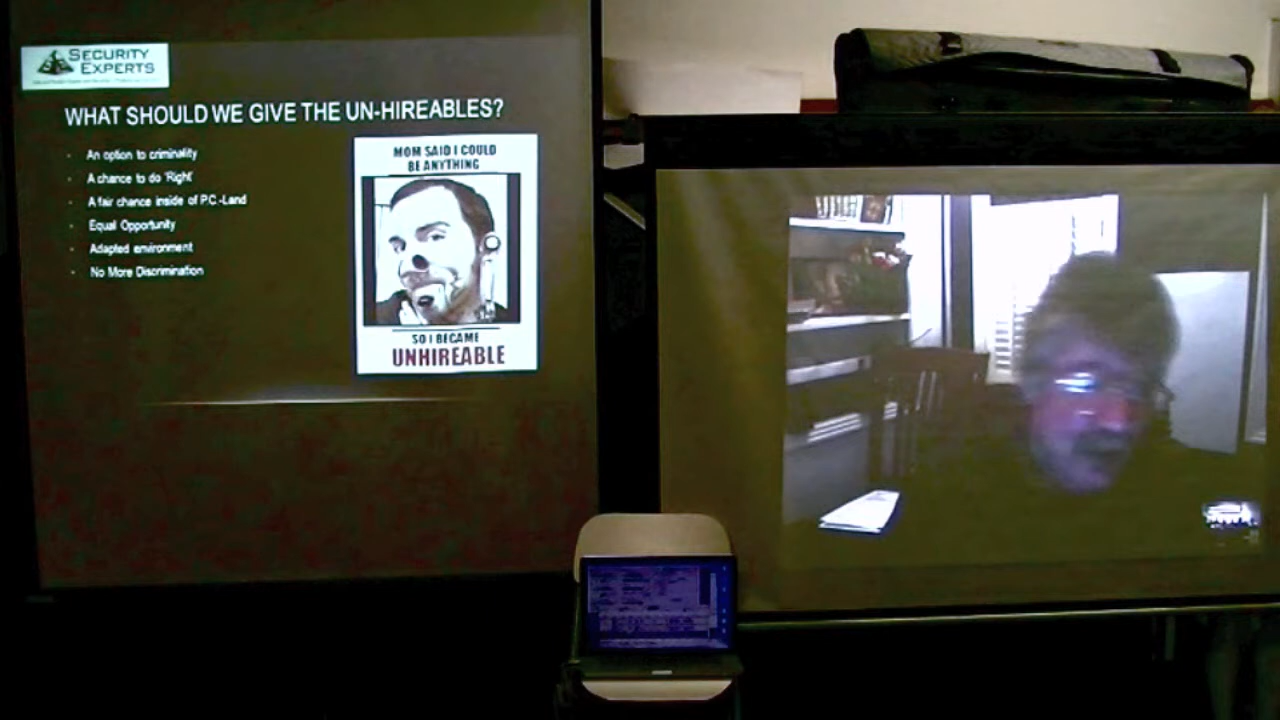 SECURITY
EXPERTS
WHAT SHOULD WE GIVE THE UN-HIREABLES?
· An option to criminality
· A chance to do 'Right'
· A fair chance inside of P.C.-Land
· Equal Opportunity
· Adapted environment
· No More Discrimination
MOM SAID I COULD
BE ANYTHING
SO I BECAME
UNHIREABLE